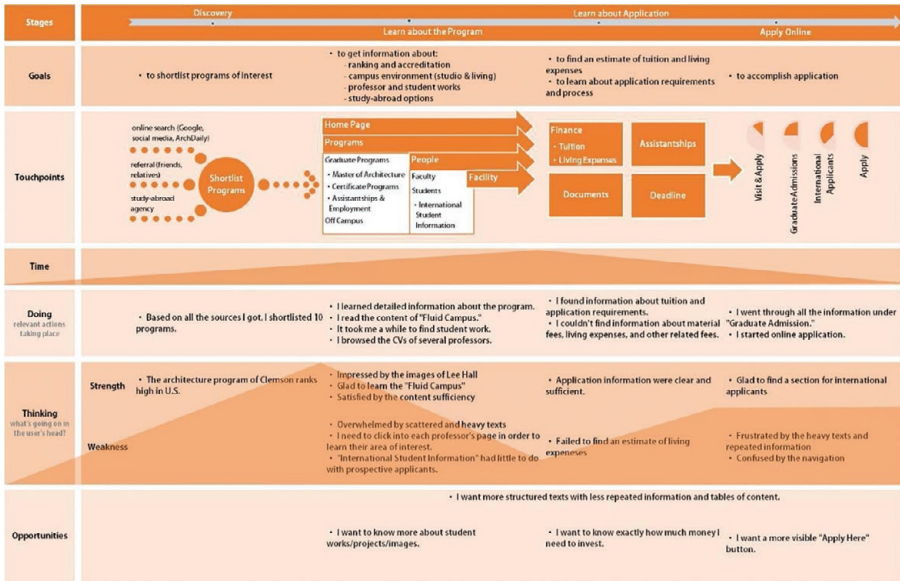 Stages
Discovery
Learn about the Program
Learn about Application
Apply Online
Goals
• to shortlist programs of interest
• to get information about:
- ranking and accreditation
- campus environment (studio & living)
- professor and student works
- study-abroad options
• to find an estimate of tuition and living
expenses
• to learn about application requirements
and process
• to accomplish application
Touchpoints
online search (Google,
social media, ArchDaily)
referral (friends,
relatives)
study-abroad
agency
Shortlist
Programs
Home Page
Programs
Graduate Programs
• Master of Architecture
• Certificate Programs
• Assistantships &
Employment
Off Campus
People
Faculty
Students
• International
Student
Information
Facility
Finance
• Tuition
• Living Expenses
Assistantships
Documents
Deadline
Visit & Apply
Graduate Admissions
International
Applicants
Apply
Time
Doing
relevant actions
taking place
• Based on all the sources I got, I shortlisted 10
programs.
• I learned detailed information about the program.
• I read the content of "Fluid Campus."
• It took me a while to find student work.
• I browsed the CVs of several professors.
• I found information about tuition and
application requirements.
• I couldn't find information about material
fees, living expenses, and other related fees.
• I went through all the information under
"Graduate Admission."
• I started online application.
Thinking
what's going on in
the user's head?
Strength
• The architecture program of Clemson ranks
high in U.S.
• Impressed by the images of Lee Hall
• Glad to learn the "Fluid Campus"
• Satisfied by the content sufficiency
• Application information were clear and
sufficient.
• Glad to find a section for international
applicants
Weakness
• Overwhelmed by scattered and heavy texts
• I need to click into each professor's page in order to
learn their area of interest.
• "International Student Information" had little to do
with prospective applicants.
• Failed to find an estimate of living
expeneses
• Frustrated by the heavy texts and
repeated information
• Confused by the navigation
Opportunities
• I want more structured texts with less repeated information and tables of content.
• I want to know more about student
works/projects/images.
• I want to know exactly how much money I
need to invest.
• I want a more visible "Apply Here"
button.